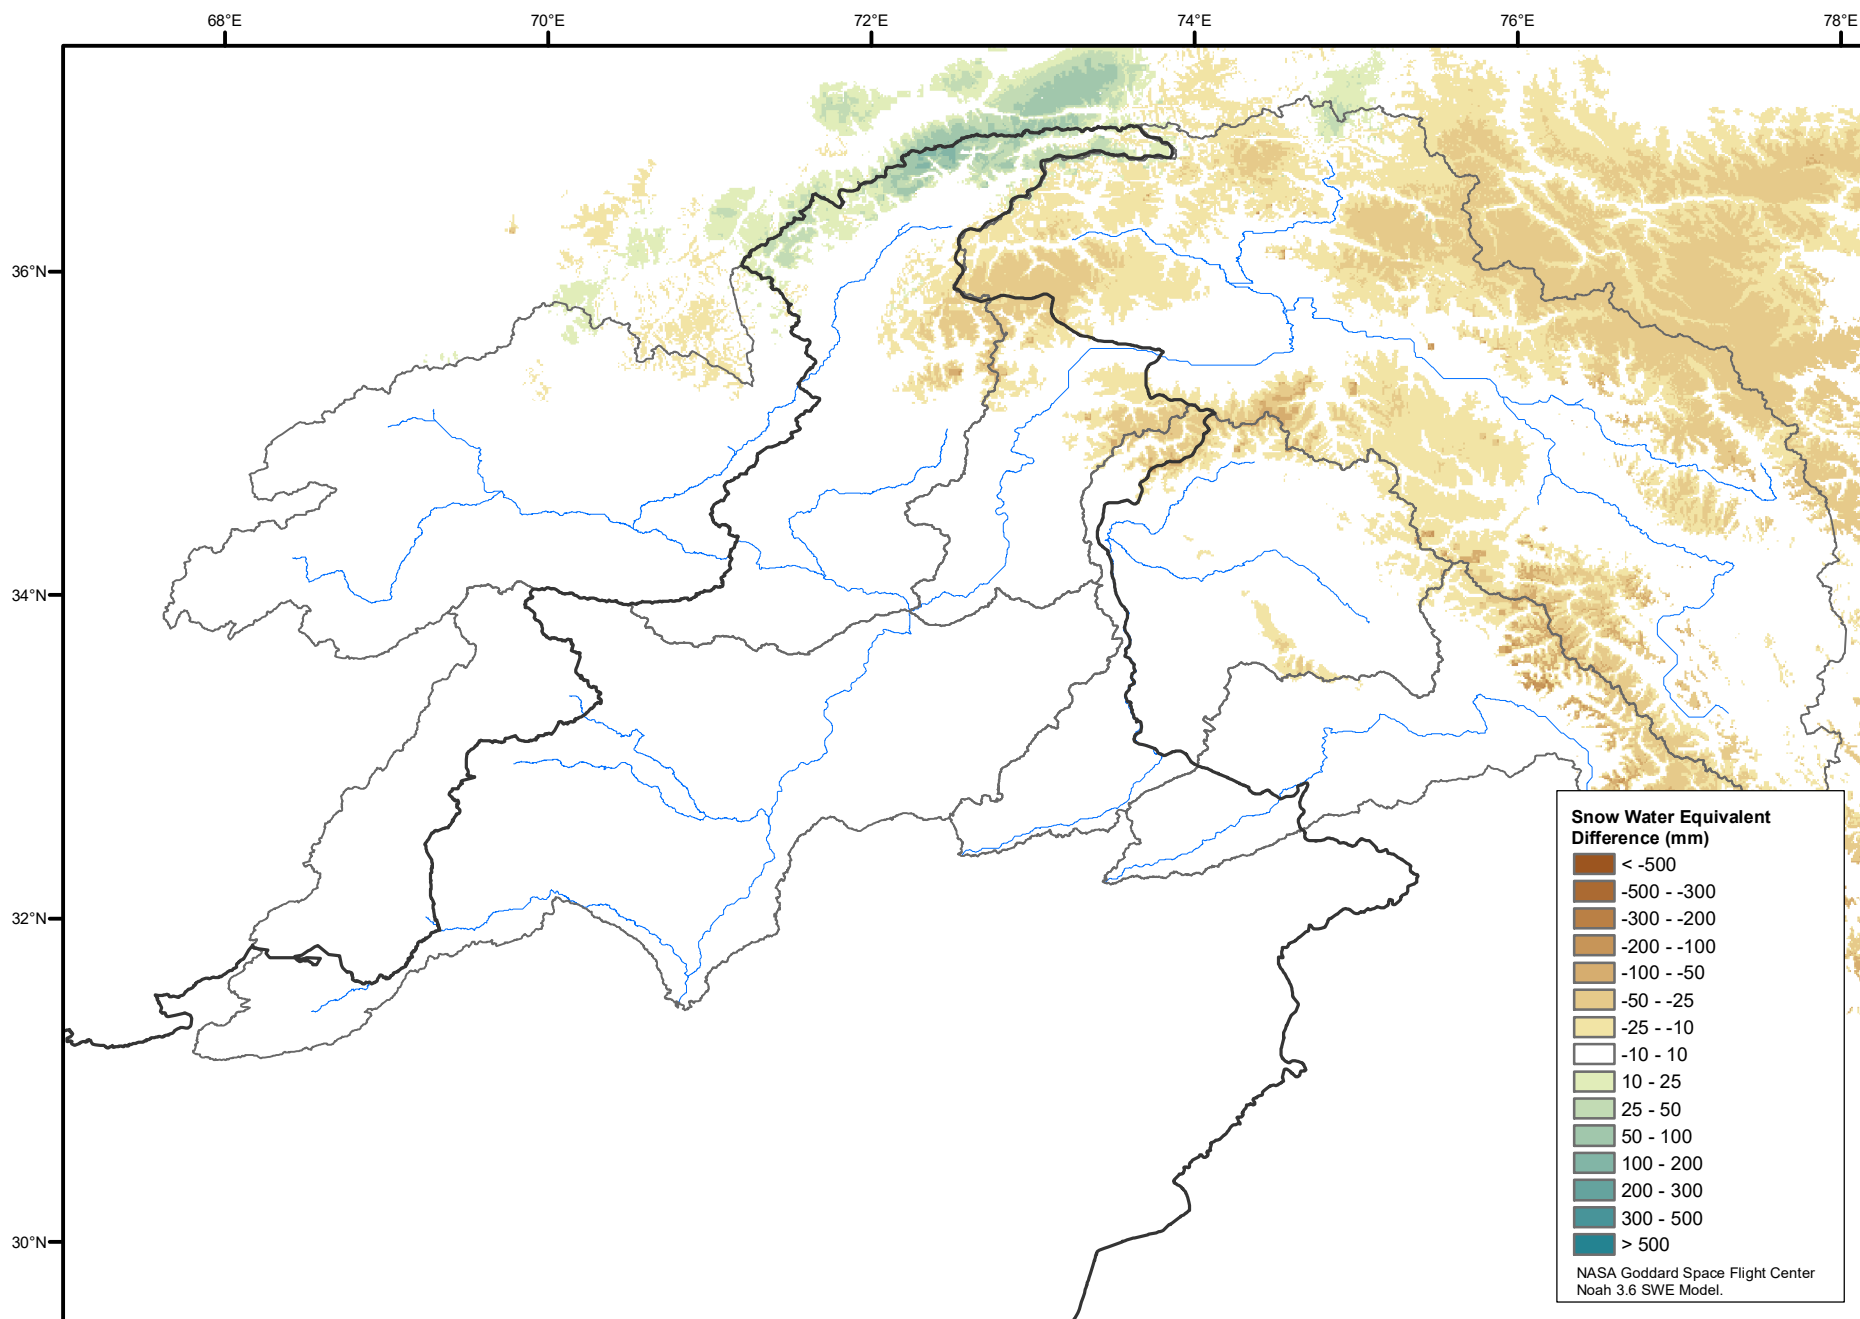 68°E 70°E 72°E 74°E 76°E 78°E
36°N
34°N
32°N
30°N
Snow Water Equivalent
Difference (mm)
< -500
-500 - -300
-300 - -200
-200 - -100
-100 - -50
-50 - -25
-25 - -10
-10 - 10
10 - 25
25 - 50
50 - 100
100 - 200
200 - 300
300 - 500
> 500
NASA Goddard Space Flight Center
Noah 3.6 SWE Model.